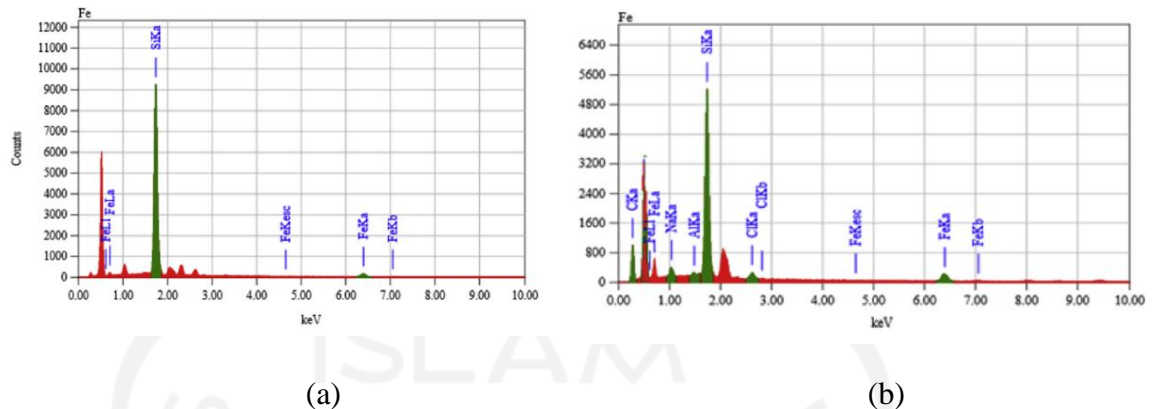 Fe
Counts
12000
11000
10000
9000
8000
7000
6000
5000
4000
3000
2000
1000
0
FeLl
FeLa
SiKa
FeKesc
FeKa
FeKb
0.00 1.00 2.00 3.00 4.00 5.00 6.00 7.00 8.00 9.00 10.00
keV
Fe
6400
5600
4800
4000
3200
2400
1600
800
0
CKa
FeLl
FeLa
NaKa
AlKa
SiKa
ClKa
ClKb
FeKesc
FeKa
FeKb
0.00 1.00 2.00 3.00 4.00 5.00 6.00 7.00 8.00 9.00 10.00
keV
ISLAM
(a) (b)